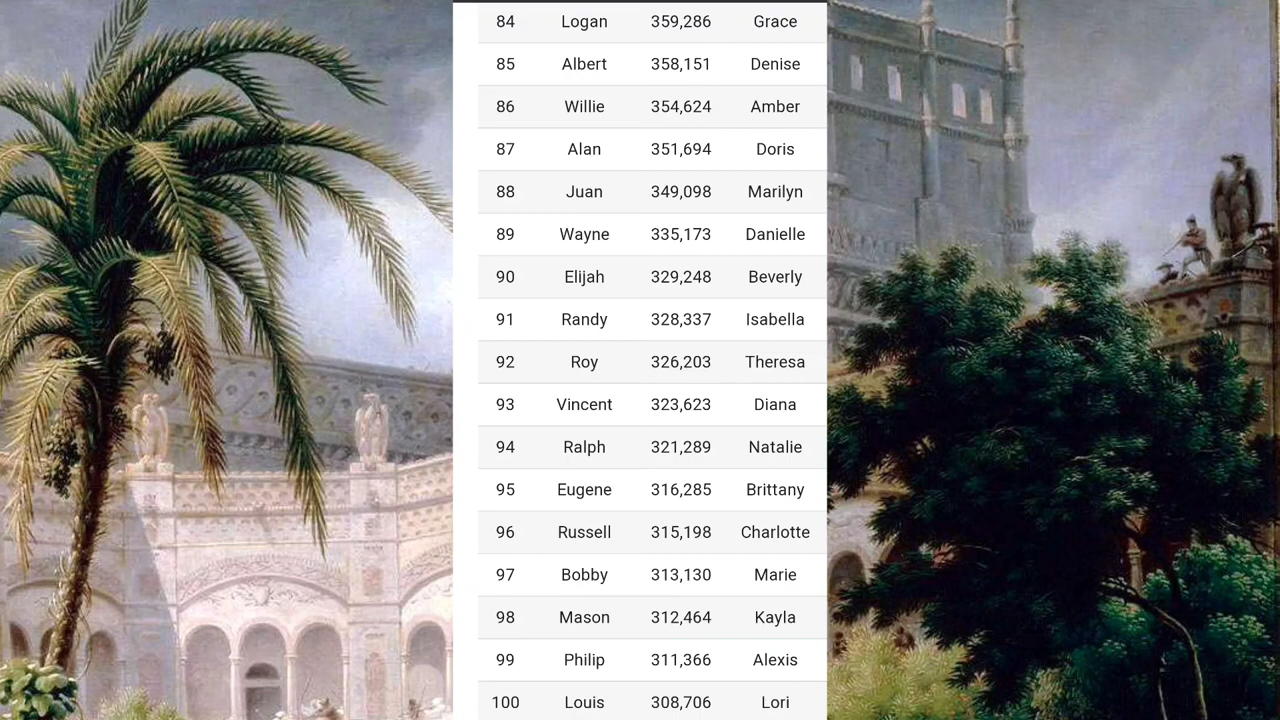 84 Logan 359,286 Grace
85 Albert 358,151 Denise
86 Willie 354,624 Amber
87 Alan 351,694 Doris
88 Juan 349,098 Marilyn
89 Wayne 335,173 Danielle
90 Elijah 329,248 Beverly
91 Randy 328,337 Isabella
92 Roy 326,203 Theresa
93 Vincent 323,623 Diana
94 Ralph 321,289 Natalie
95 Eugene 316,285 Brittany
96 Russell 315,198 Charlotte
97 Bobby 313,130 Marie
98 Mason 312,464 Kayla
99 Philip 311,366 Alexis
100 Louis 308,706 Lori